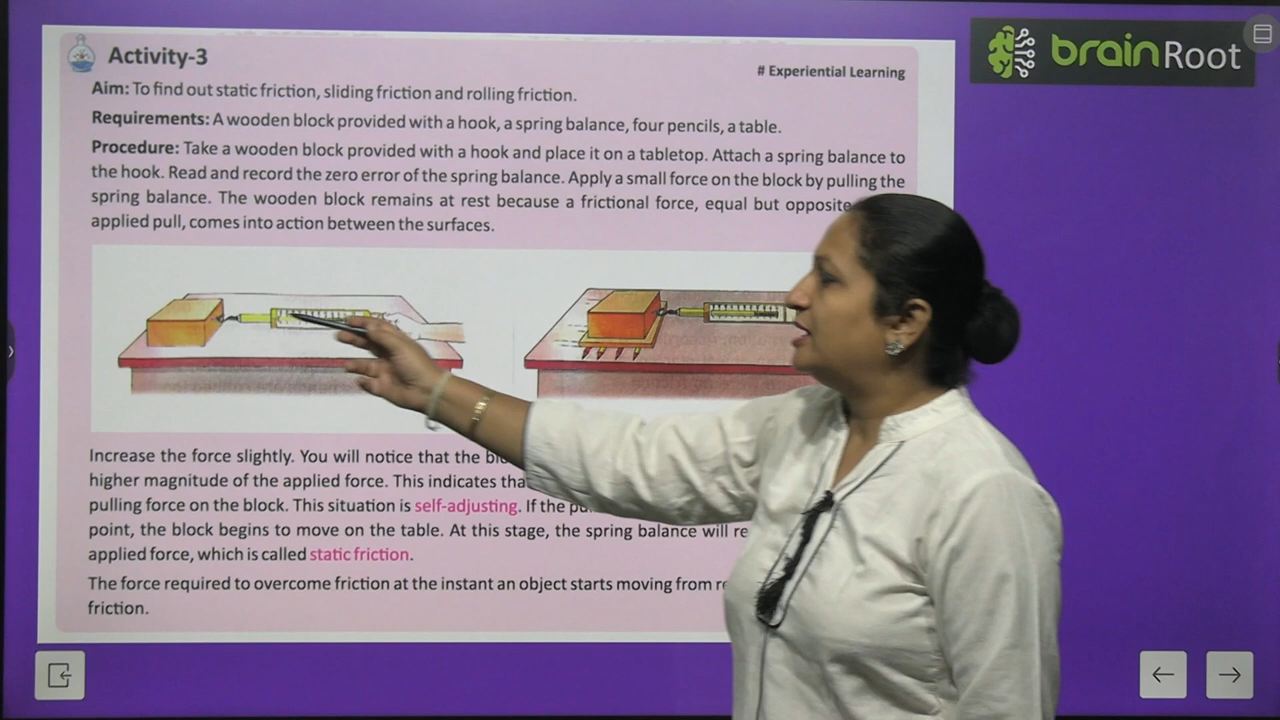 Activity-3
brainRoot
# Experiential Learning
Aim: To find out static friction, sliding friction and rolling friction.
Requirements: A wooden block provided with a hook, a spring balance, four pencils, a table.
Procedure: Take a wooden block provided with a hook and place it on a tabletop. Attach a spring balance to
the hook. Read and record the zero error of the spring balance. Apply a small force on the block by pulling the
spring balance. The wooden block remains at rest because a frictional force, equal but opposite
applied pull, comes into action between the surfaces.
Increase the force slightly. You will notice that the
higher magnitude of the applied force. This indicates
pulling force on the block. This situation is self-adjusting. If the
point, the block begins to move on the table. At this stage, the spring balance will
applied force, which is called static friction.
The force required to overcome friction at the instant an object starts moving from
friction.